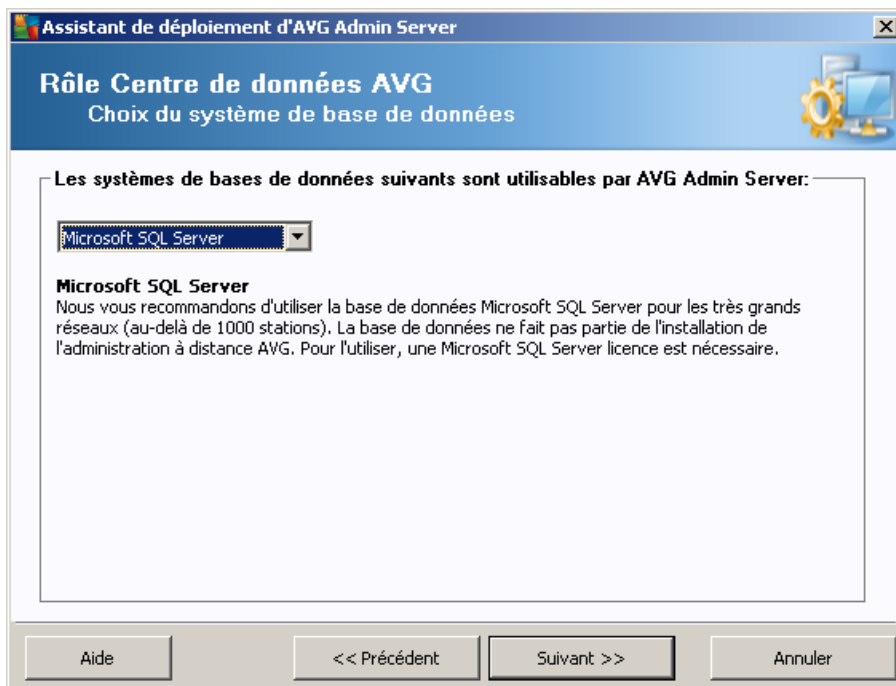 Assistant de déploiement d'AVG Admin Server
Rôle Centre de données AVG
Choix du système de base de données
Les systèmes de bases de données suivants sont utilisables par AVG Admin Server:
Microsoft SQL Server
Microsoft SQL Server
Nous vous recommandons d'utiliser la base de données Microsoft SQL Server pour les très grands
réseaux (au-delà de 1000 stations). La base de données ne fait pas partie de l'installation de
l'administration à distance AVG. Pour l'utiliser, une Microsoft SQL Server licence est nécessaire.
Aide
<< Précédent
Suivant >>
Annuler